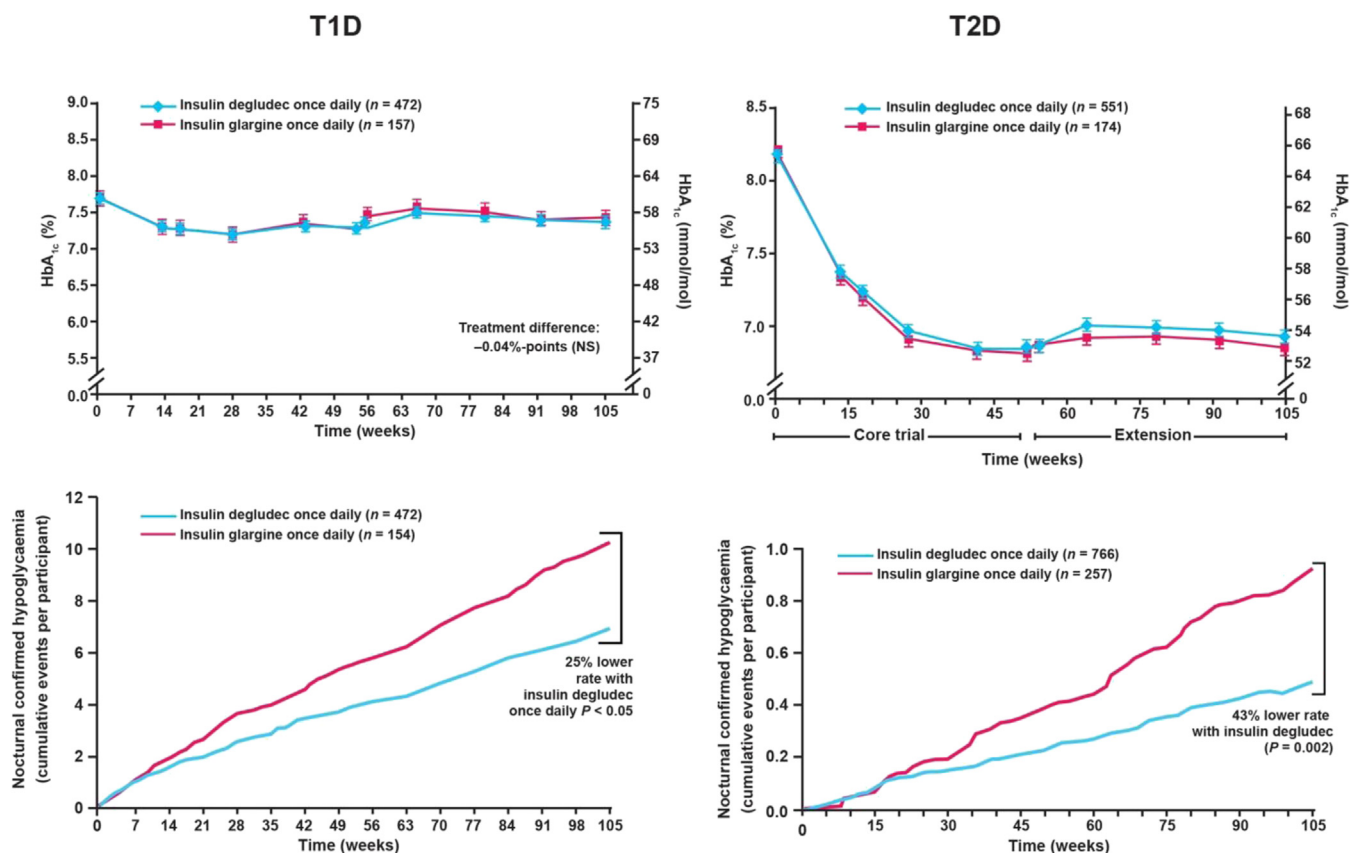 T1D
T2D
9.0
8.5
8.0
7.5
7.0
6.5
6.0
5.5
0.0
HbA1c (%)
Insulin degludec once daily (n = 472)
Insulin glargine once daily (n = 157)
75
69
64
58
53
48
42
37
0
HbA1c (mmol/mol)
Treatment difference:
–0.04%-points (NS)
0 7 14 21 28 35 42 49 56 63 70 77 84 91 98 105
Time (weeks)
8.5
8.0
7.5
7.0
0.0
HbA1c (%)
Insulin degludec once daily (n = 551)
Insulin glargine once daily (n = 174)
68
66
64
62
60
58
56
54
52
0
HbA1c (mmol/mol)
0 15 30 45 60 75 90 105
Core trial
Extension
Time (weeks)
12
10
8
6
4
2
0
Nocturnal confirmed hypoglycaemia
(cumulative events per participant)
Insulin degludec once daily (n = 472)
Insulin glargine once daily (n = 154)
25% lower
rate with
insulin degludec
once daily P < 0.05
0 7 14 21 28 35 42 49 56 63 70 77 84 91 98 105
Time (weeks)
1.0
0.8
0.6
0.4
0.2
0.0
Nocturnal confirmed hypoglycaemia
(cumulative events per participant)
Insulin degludec once daily (n = 766)
Insulin glargine once daily (n = 257)
43% lower rate
with insulin degludec
(P = 0.002)
0 15 30 45 60 75 90 105
Time (weeks)